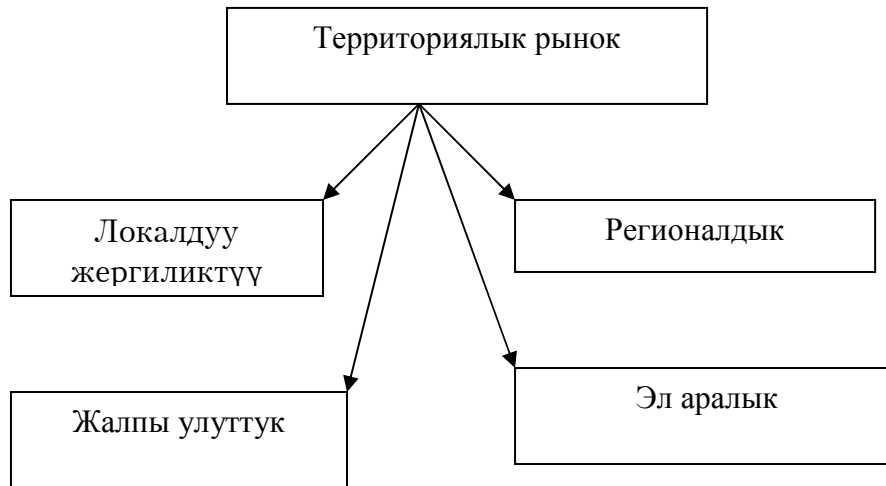 Территориялык рынок
Локалдуу
жергиликтүү
Регионалдык
Жалпы улуттук
Эл аралык